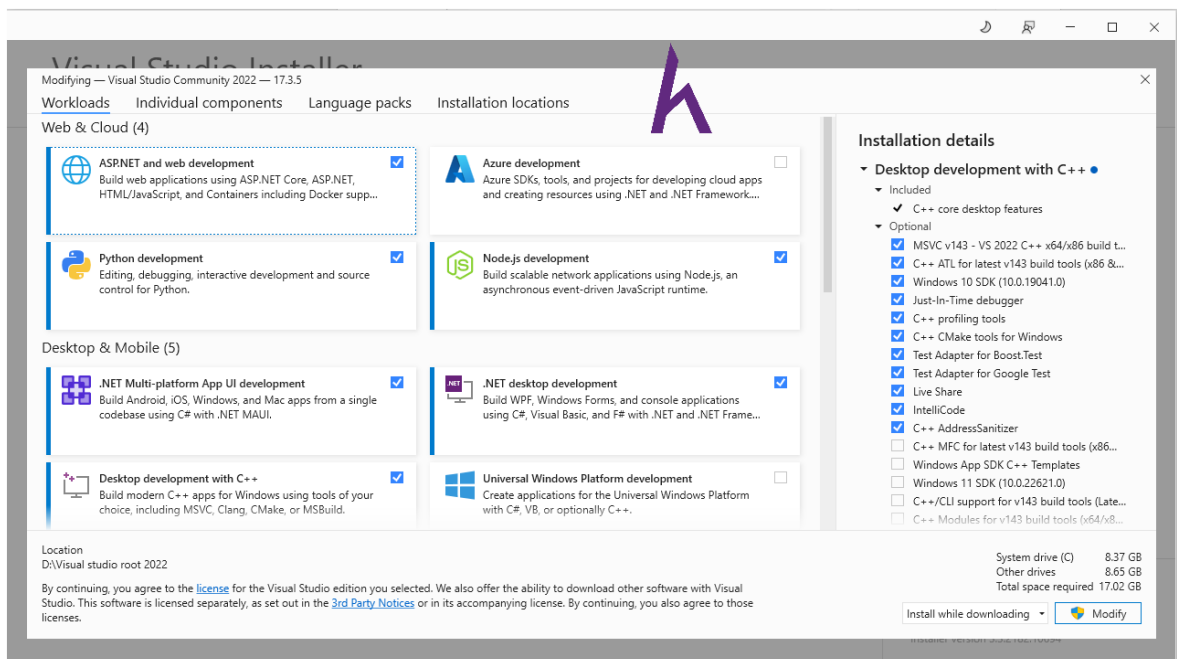 Visual Studio Installer
Modifying — Visual Studio Community 2022 — 17.3.5
Workloads Individual components Language packs Installation locations
Web & Cloud (4)
ASP.NET and web development
Build web applications using ASP.NET Core, ASP.NET,
HTML/JavaScript, and Containers including Docker supp...
Azure development
Azure SDKs, tools, and projects for developing cloud apps
and creating resources using .NET and .NET Framework....
Python development
Editing, debugging, interactive development and source
control for Python.
Node.js development
Build scalable network applications using Node.js, an
asynchronous event-driven JavaScript runtime.
Desktop & Mobile (5)
.NET Multi-platform App UI development
Build Android, iOS, Windows, and Mac apps from a single
codebase using C# with .NET MAUI.
.NET desktop development
Build WPF, Windows Forms, and console applications
using C#, Visual Basic, and F# with .NET and .NET Frame...
Desktop development with C++
Build modern C++ apps for Windows using tools of your
choice, including MSVC, Clang, CMake, or MSBuild.
Universal Windows Platform development
Create applications for the Universal Windows Platform
with C#, VB, or optionally C++.
Installation details
Desktop development with C++
Included
C++ core desktop features
Optional
MSVC v143 - VS 2022 C++ x64/x86 build t...
C++ ATL for latest v143 build tools (x86 &...
Windows 10 SDK (10.0.19041.0)
Just-In-Time debugger
C++ profiling tools
C++ CMake tools for Windows
Test Adapter for Boost.Test
Test Adapter for Google Test
Live Share
IntelliCode
C++ AddressSanitizer
C++ MFC for latest v143 build tools (x86...
Windows App SDK C++ Templates
Windows 11 SDK (10.0.22621.0)
C++/CLI support for v143 build tools (Late...
C++ Modules for v143 build tools (x64/x8...
Location
D:\Visual studio root 2022
By continuing, you agree to the license for the Visual Studio edition you selected. We also offer the ability to download other software with Visual
Studio. This software is licensed separately, as set out in the 3rd Party Notices or in its accompanying license. By continuing, you also agree to those
licenses.
System drive (C) 8.37 GB
Other drives 8.65 GB
Total space required 17.02 GB
Install while downloading Modify